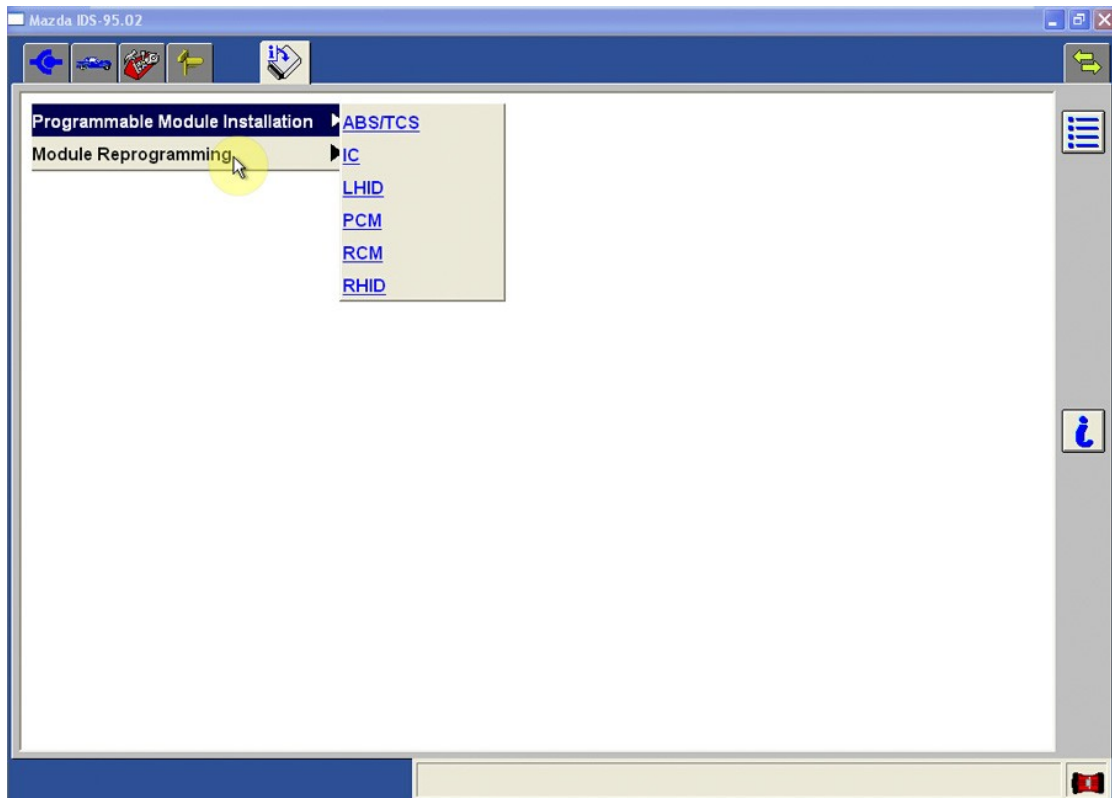 Mazda IDS-95.02
Programmable Module Installation
Module Reprogramming
ABS/TCS
IC
LHID
PCM
RCM
RHID